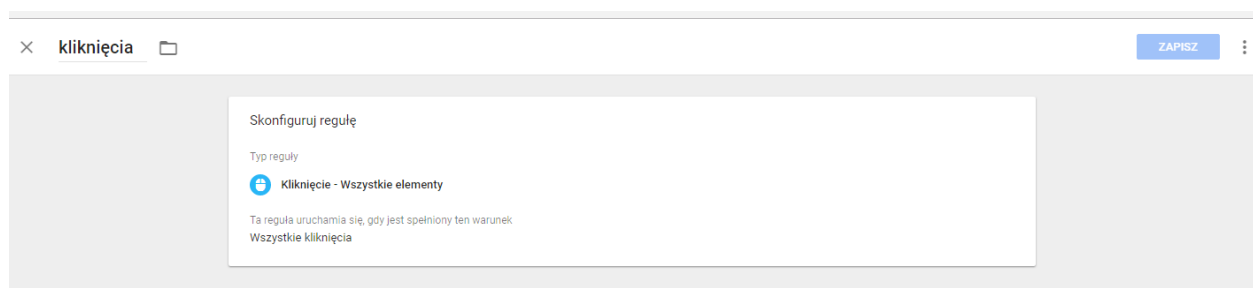 kliknięcia
ZAPISZ
Skonfiguruj regułę
Typ reguły
Kliknięcie - Wszystkie elementy
Ta reguła uruchamia się, gdy jest spełniony ten warunek
Wszystkie kliknięcia